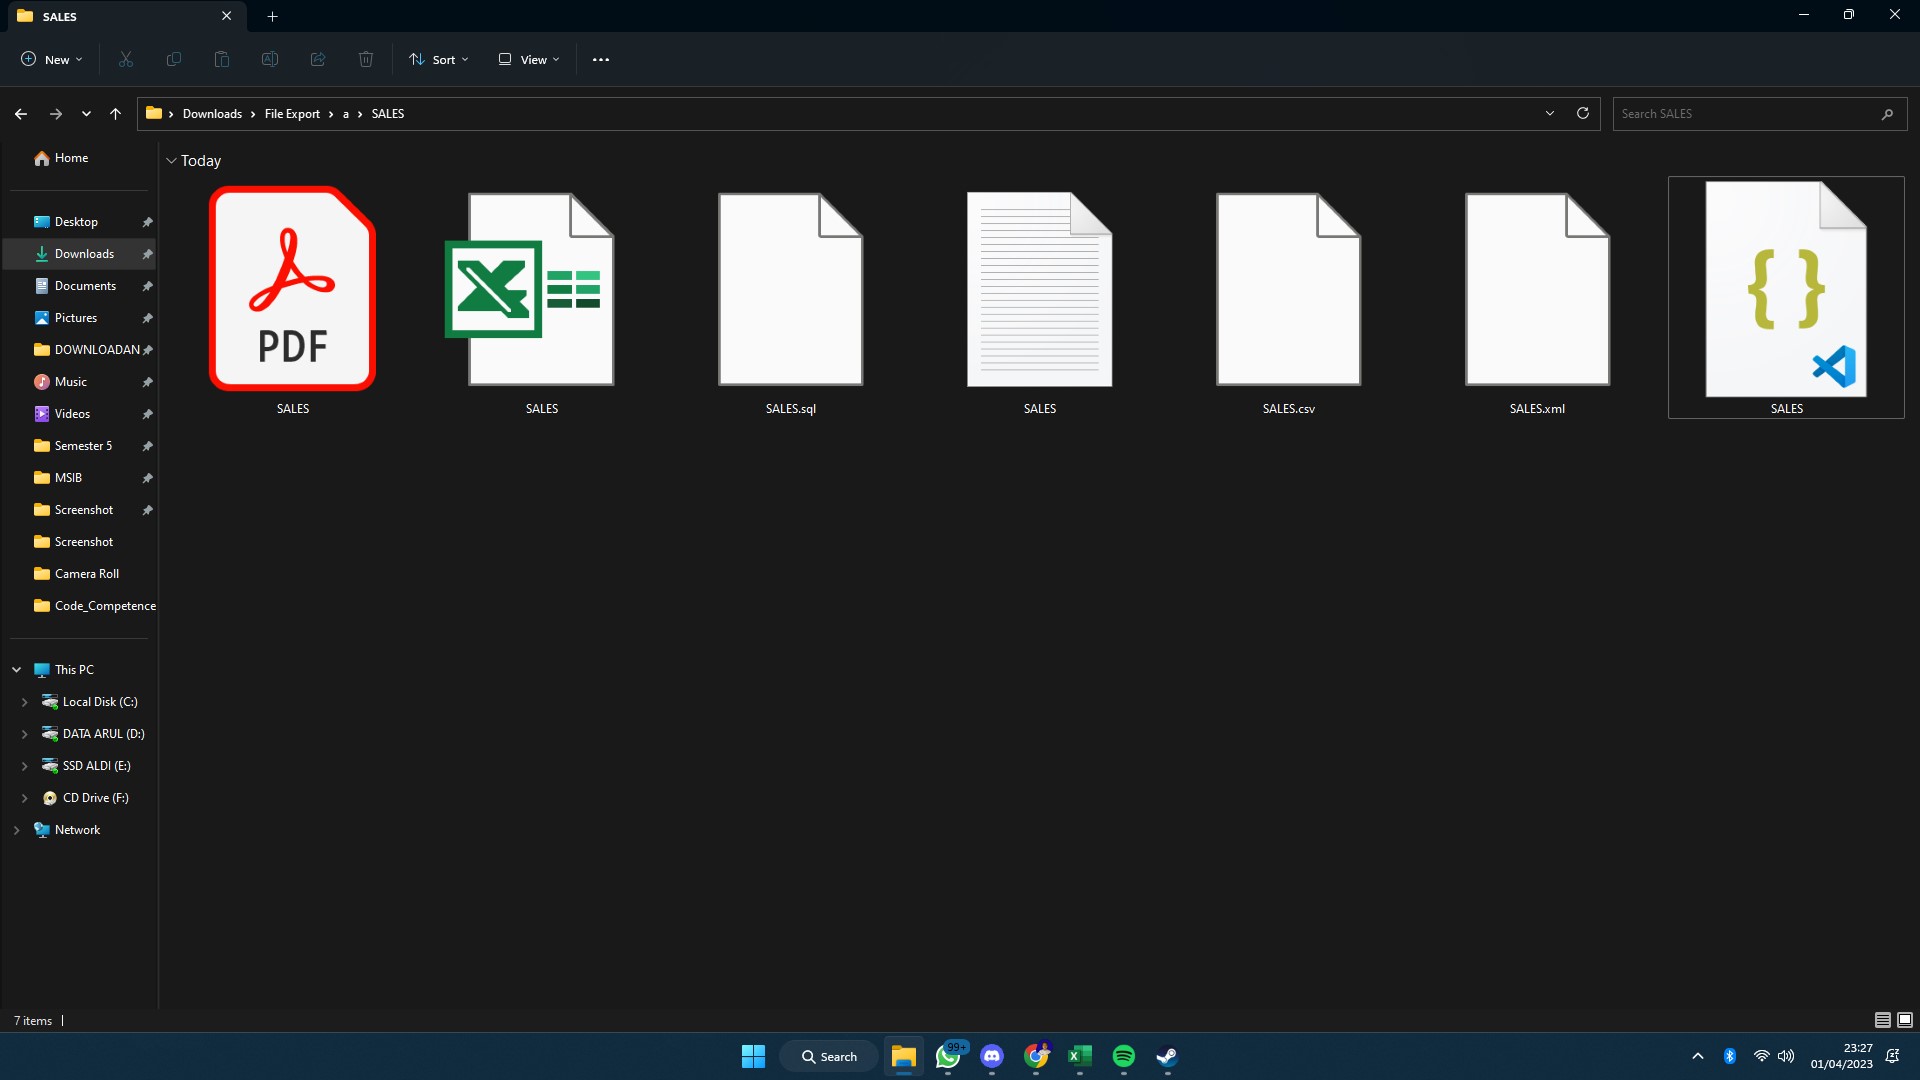 SALES
New
Sort
View
Downloads > File Export > a > SALES
Search SALES
Home
Desktop
Downloads
Documents
Pictures
DOWNLOADAN
Music
Videos
Semester 5
MSIB
Screenshot
Screenshot
Camera Roll
Code_Competence
This PC
Local Disk (C:)
DATA ARUL (D:)
SSD ALDI (E:)
CD Drive (F:)
Network
Today
PDF
SALES
SALES
SALES.sql
SALES
SALES.csv
SALES.xml
{ }
SALES
7 items
Search
99+
23:27
01/04/2023